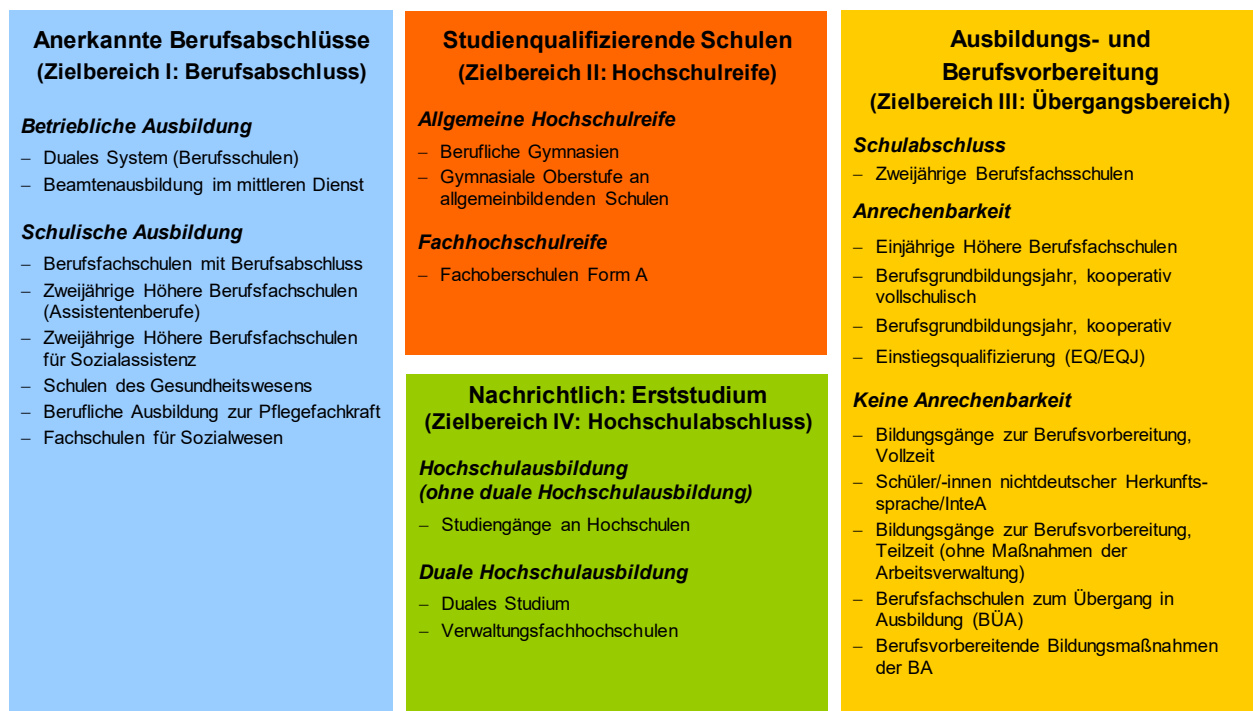 Anerkannte Berufsabschlüsse
(Zielbereich I: Berufsabschluss)
Betriebliche Ausbildung
– Duales System (Berufsschulen)
– Beamtenausbildung im mittleren Dienst
Schulische Ausbildung
– Berufsfachschulen mit Berufsabschluss
– Zweijährige Höhere Berufsfachschulen
(Assistentenberufe)
– Zweijährige Höhere Berufsfachschulen
für Sozialassistenz
– Schulen des Gesundheitswesens
– Berufliche Ausbildung zur Pflegefachkraft
– Fachschulen für Sozialwesen
Studienqualifizierende Schulen
(Zielbereich II: Hochschulreife)
Allgemeine Hochschulreife
– Berufliche Gymnasien
– Gymnasiale Oberstufe an
allgemeinbildenden Schulen
Fachhochschulreife
– Fachoberschulen Form A
Nachrichtlich: Erststudium
(Zielbereich IV: Hochschulabschluss)
Hochschulausbildung
(ohne duale Hochschulausbildung)
– Studiengänge an Hochschulen
Duale Hochschulausbildung
– Duales Studium
– Verwaltungsfachhochschulen
Ausbildungs- und
Berufsvorbereitung
(Zielbereich III: Übergangsbereich)
Schulabschluss
– Zweijährige Berufsfachsschulen
Anrechenbarkeit
– Einjährige Höhere Berufsfachschulen
– Berufsgrundbildungsjahr, kooperativ
vollschulisch
– Berufsgrundbildungsjahr, kooperativ
– Einstiegsqualifizierung (EQ/EQJ)
Keine Anrechenbarkeit
– Bildungsgänge zur Berufsvorbereitung,
Vollzeit
– Schüler/-innen nichtdeutscher Herkunfts-
sprache/InteA
– Bildungsgänge zur Berufsvorbereitung,
Teilzeit (ohne Maßnahmen der
Arbeitsverwaltung)
– Berufsfachschulen zum Übergang in
Ausbildung (BÜA)
– Berufsvorbereitende Bildungsmaßnahmen
der BA